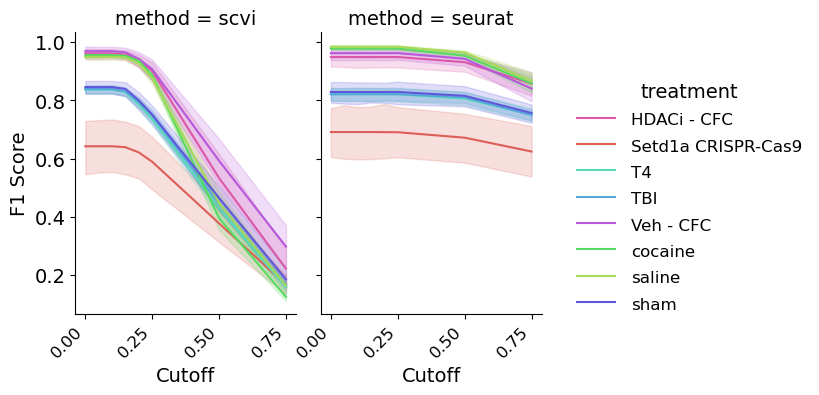 method = scvi
method = seurat
F1 Score
1.0
0.8
0.6
0.4
0.2
0.00
0.25
0.50
0.75
Cutoff
0.00
0.25
0.50
0.75
Cutoff
treatment
HDACi - CFC
Setd1a CRISPR-Cas9
T4
TBI
Veh - CFC
cocaine
saline
sham